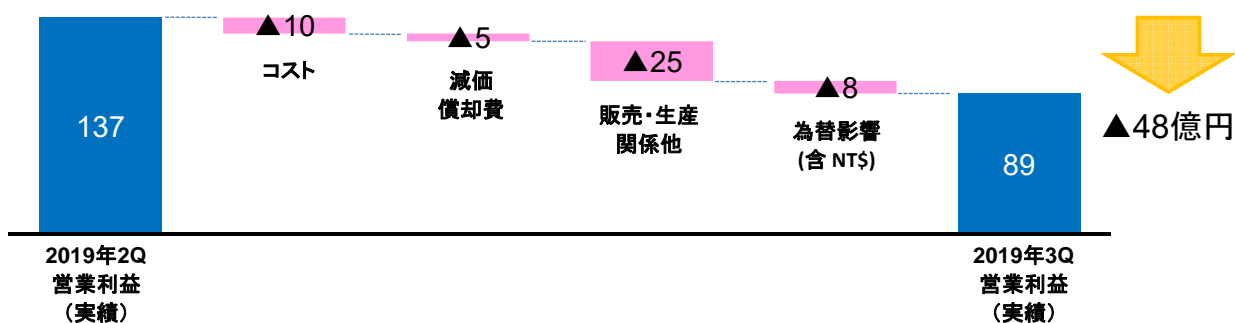 ▲10
▲5
▲25
▲8
コスト
減価
償却費
販売・生産
関係他
為替影響
(含 NT$)
137
89
▲48億円
2019年2Q
営業利益
（実績）
2019年3Q
営業利益
（実績）